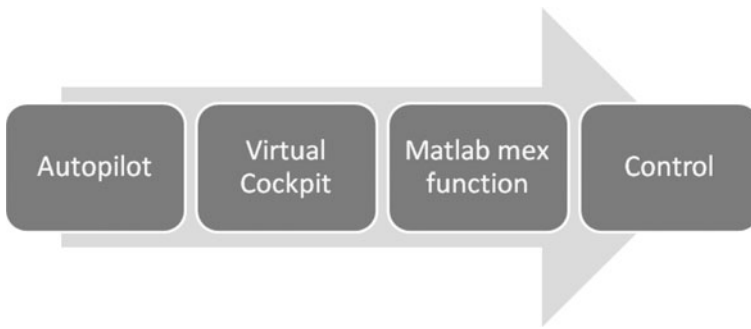 Autopilot
Virtual
Cockpit
Matlab mex
function
Control